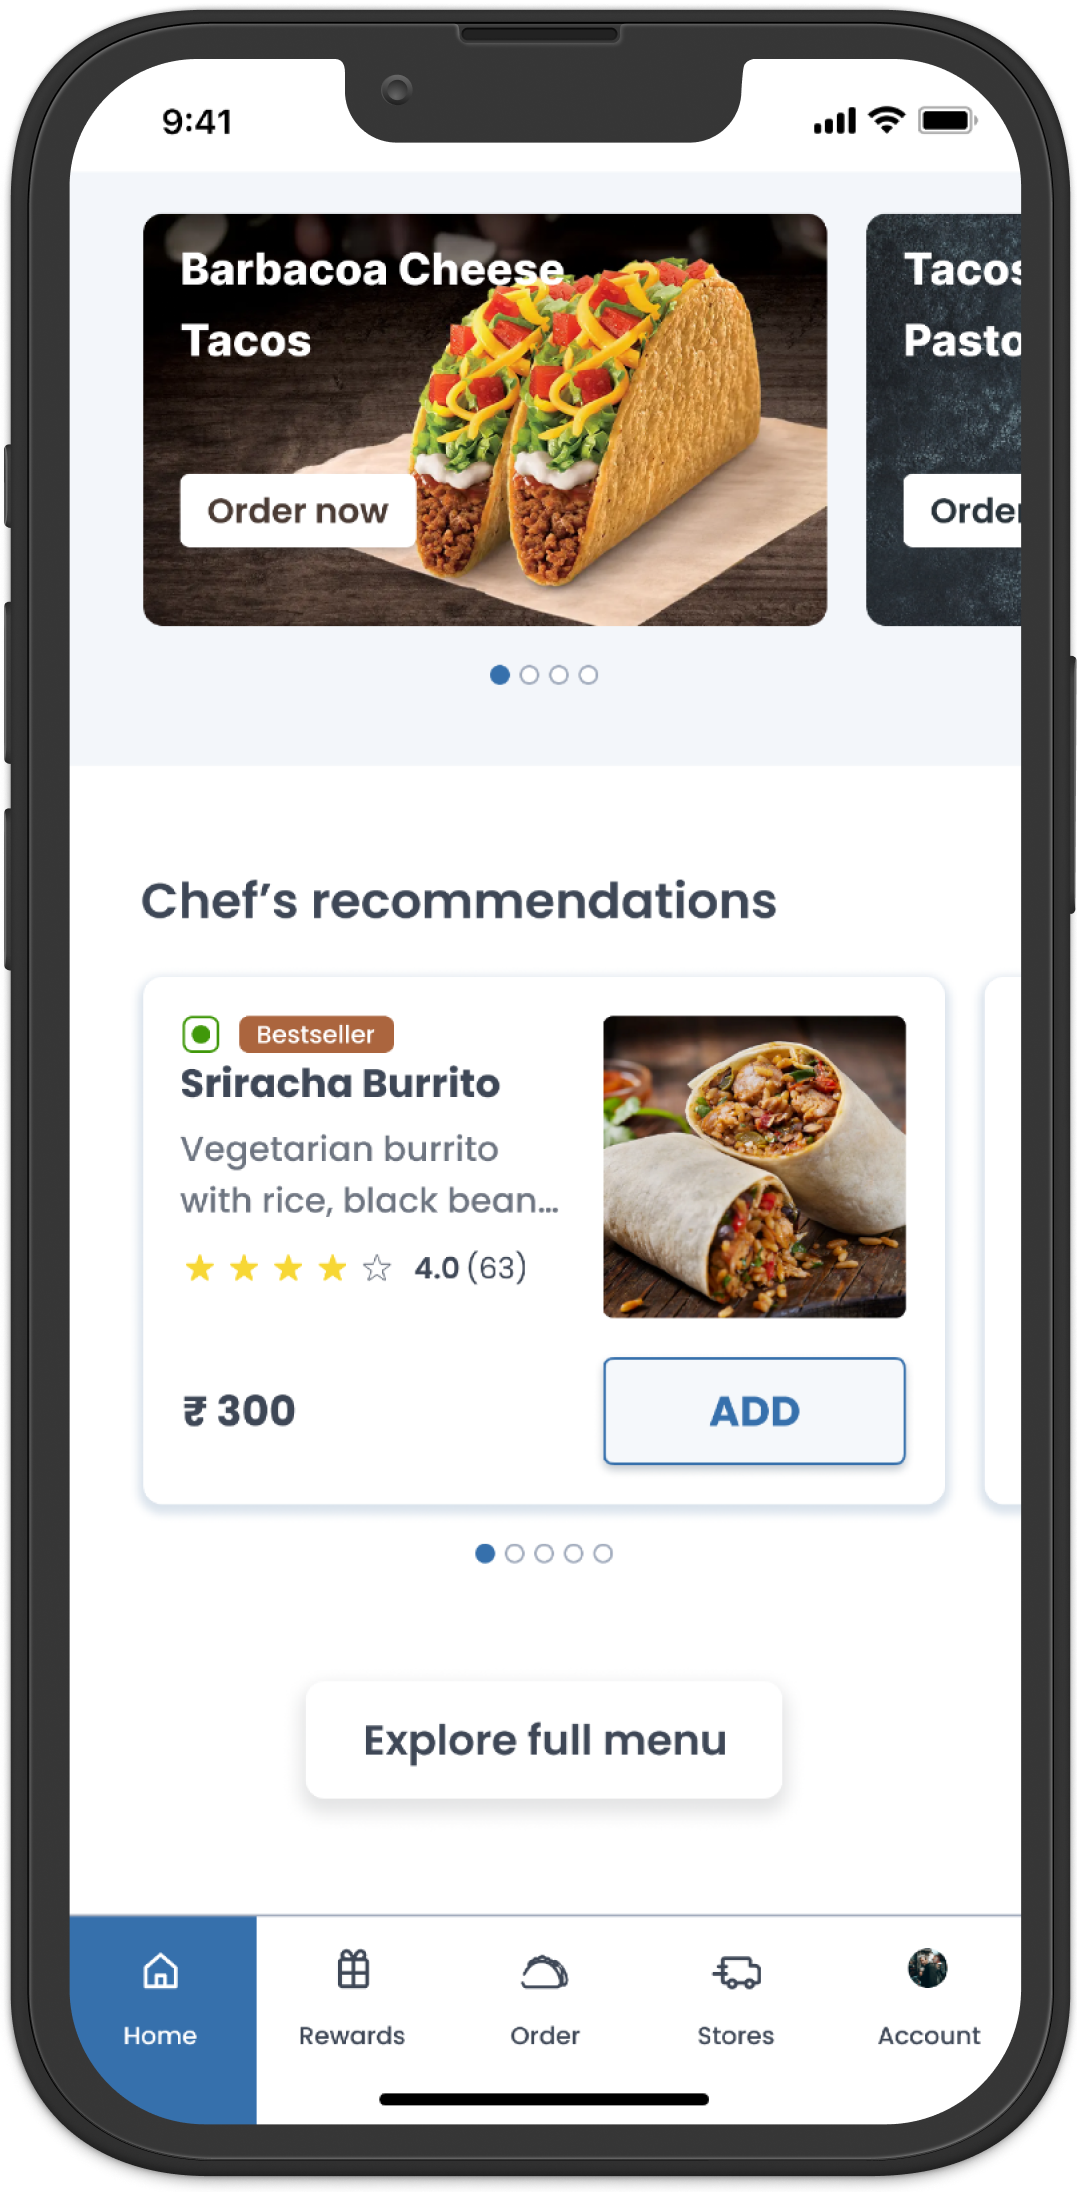 9:41
Barbacoa Cheese
Tacos
Order now
Tacos
Pasto
Order
Chef's recommendations
Bestseller
Sriracha Burrito
Vegetarian burrito
with rice, black bean...
4.0 (63)
₹ 300
ADD
Explore full menu
Home
Rewards
Order
Stores
Account